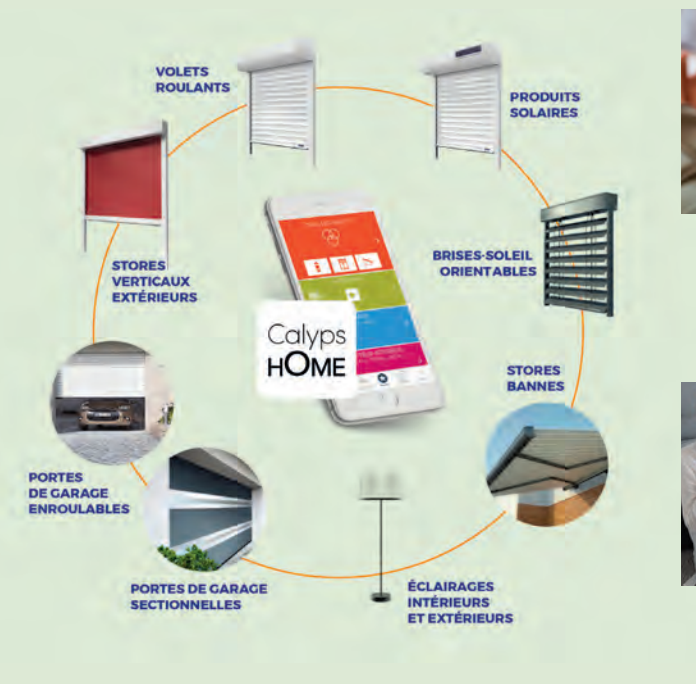 VOLETS
ROULANTS
PRODUITS
SOLAIRES
BRISES-SOLEIL
ORIENTABLES
STORES
VERTICAUX
EXTÉRIEURS
Calyps
HOME
STORES
BANNES
PORTES
DE GARAGE
ENROULABLES
PORTES DE GARAGE
SECTIONNELLES
ÉCLAIRAGES
INTÉRIEURS
ET EXTÉRIEURS